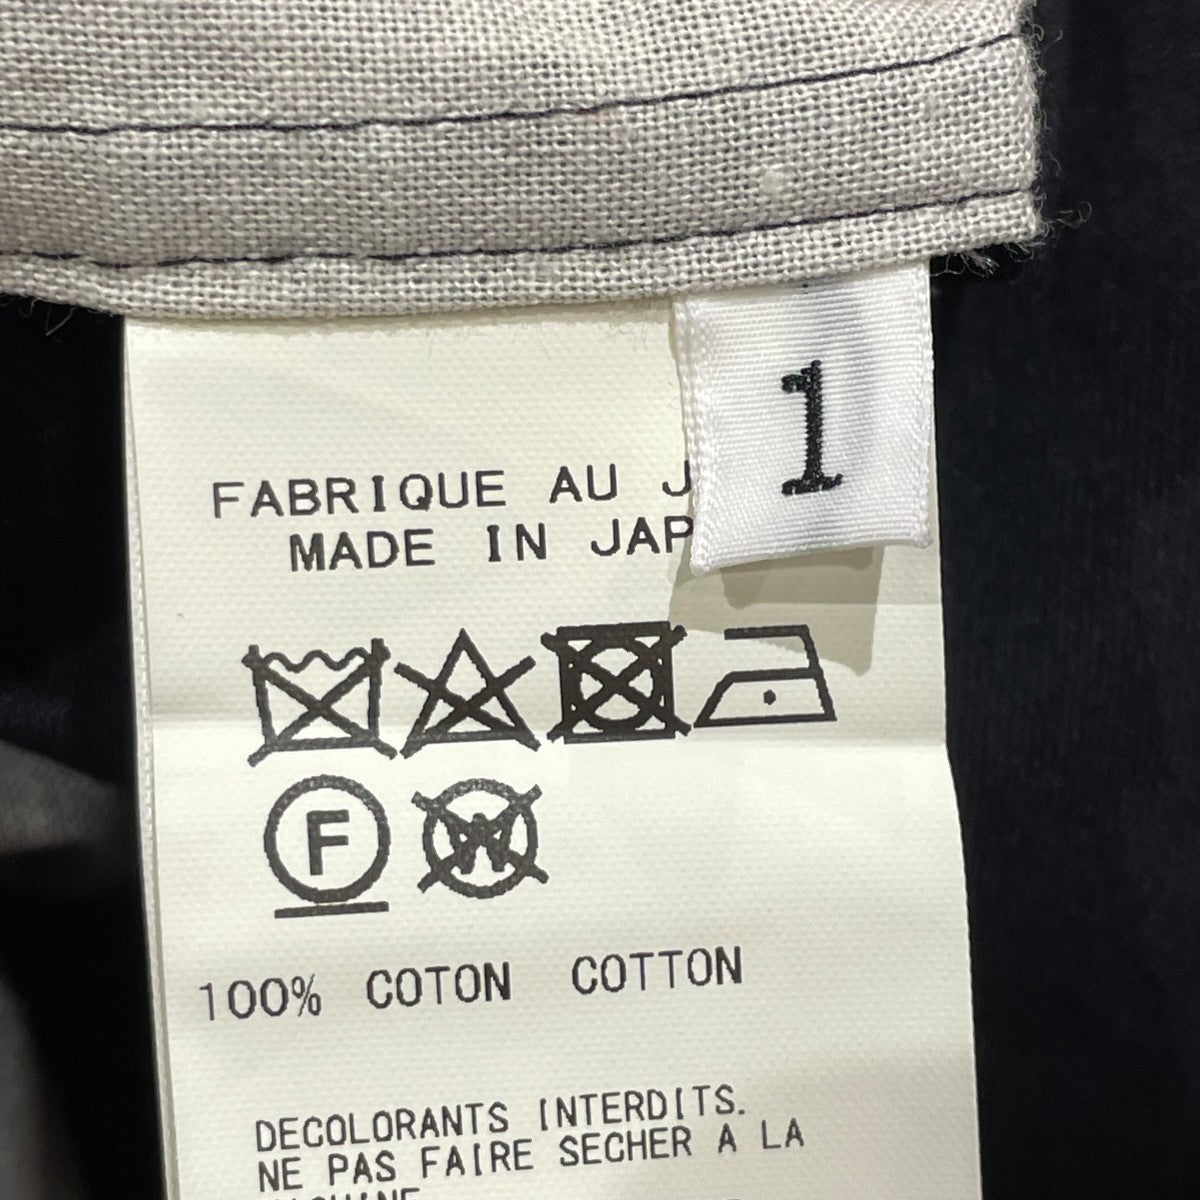 1
FABRIQUE AU J
MADE IN JAP
F
W
100% COTON COTTON
DECOLORANTS INTERDITS.
NE PAS FAIRE SECHER A LA